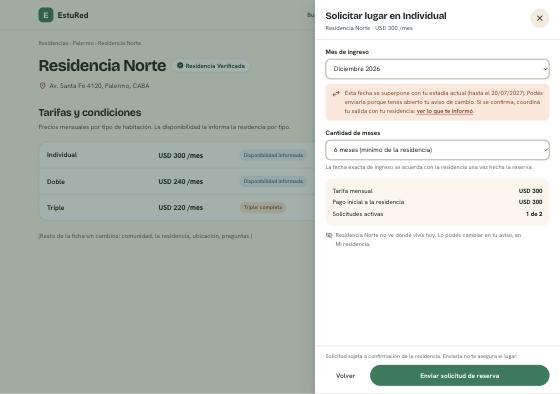 E EstuRed
Bu
Residencias › Palermo › Residencia Norte
Residencia Norte
Residencia Verificada
Av. Santa Fe 4120, Palermo, CABA
Tarifas y condiciones
Precios mensuales por tipo de habitación. La disponibilidad la informa la residencia por tipo.
Individual USD 300 /mes Disponibilidad informada
Doble USD 240 /mes Disponibilidad informada
Triple USD 220 /mes Triple: completa
(Resto de la ficha sin cambios: comunidad, la residencia, ubicación, preguntas.)
Solicitar lugar en Individual
Residencia Norte · USD 300 /mes
Mes de ingreso
Diciembre 2026
Esta fecha se superpone con tu estadía actual (hasta el 20/07/2027). Podés
enviarla porque tenés abierto tu aviso de cambio. Si se confirma, coordiná
tu salida con tu residencia: ver lo que te informó.
Cantidad de meses
6 meses (mínimo de la residencia)
La fecha exacta de ingreso se acuerda con la residencia una vez hecha la reserva.
Tarifa mensual USD 300
Pago inicial a la residencia USD 300
Solicitudes activas 1 de 2
Residencia Norte no ve dónde vivís hoy. Lo podés cambiar en tu aviso, en
Mi residencia.
Solicitud sujeta a confirmación de la residencia. Enviarla no te asegura el lugar.
Volver
Enviar solicitud de reserva